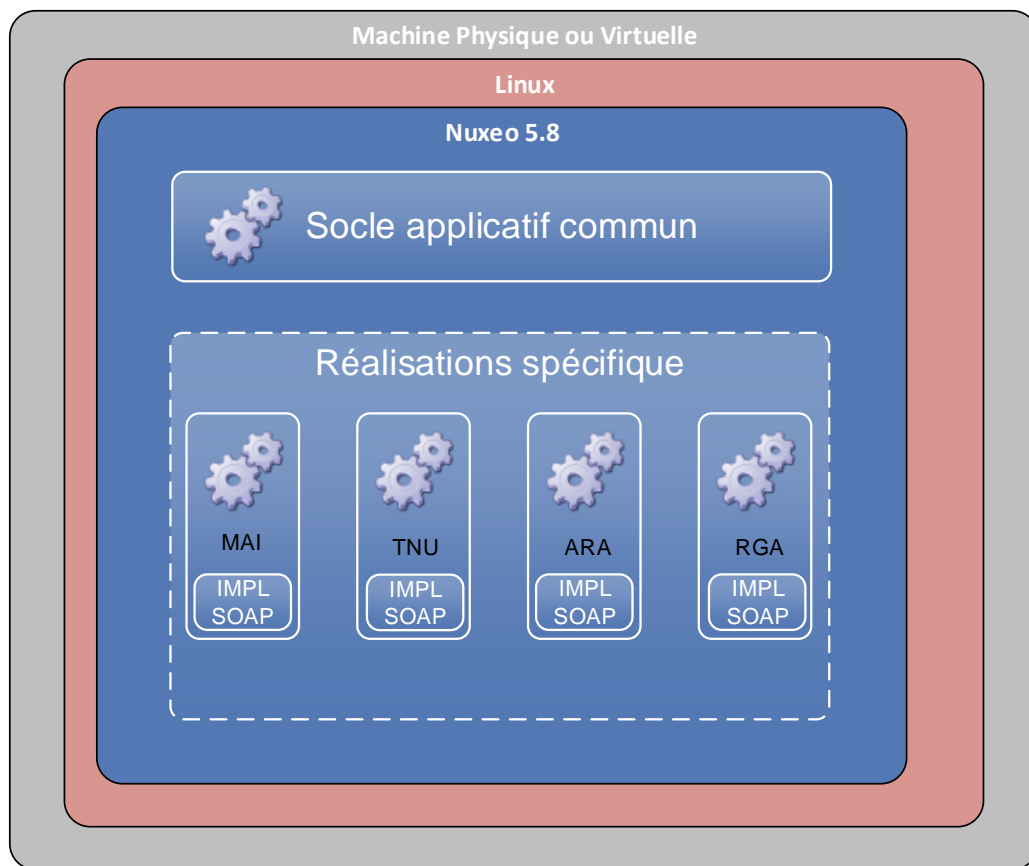 Machine Physique ou Virtuelle
Linux
Nuxeo 5.8
Socle applicatif commun
Réalisations spécifique
MAI
IMPL
SOAP
TNU
IMPL
SOAP
ARA
IMPL
SOAP
RGA
IMPL
SOAP